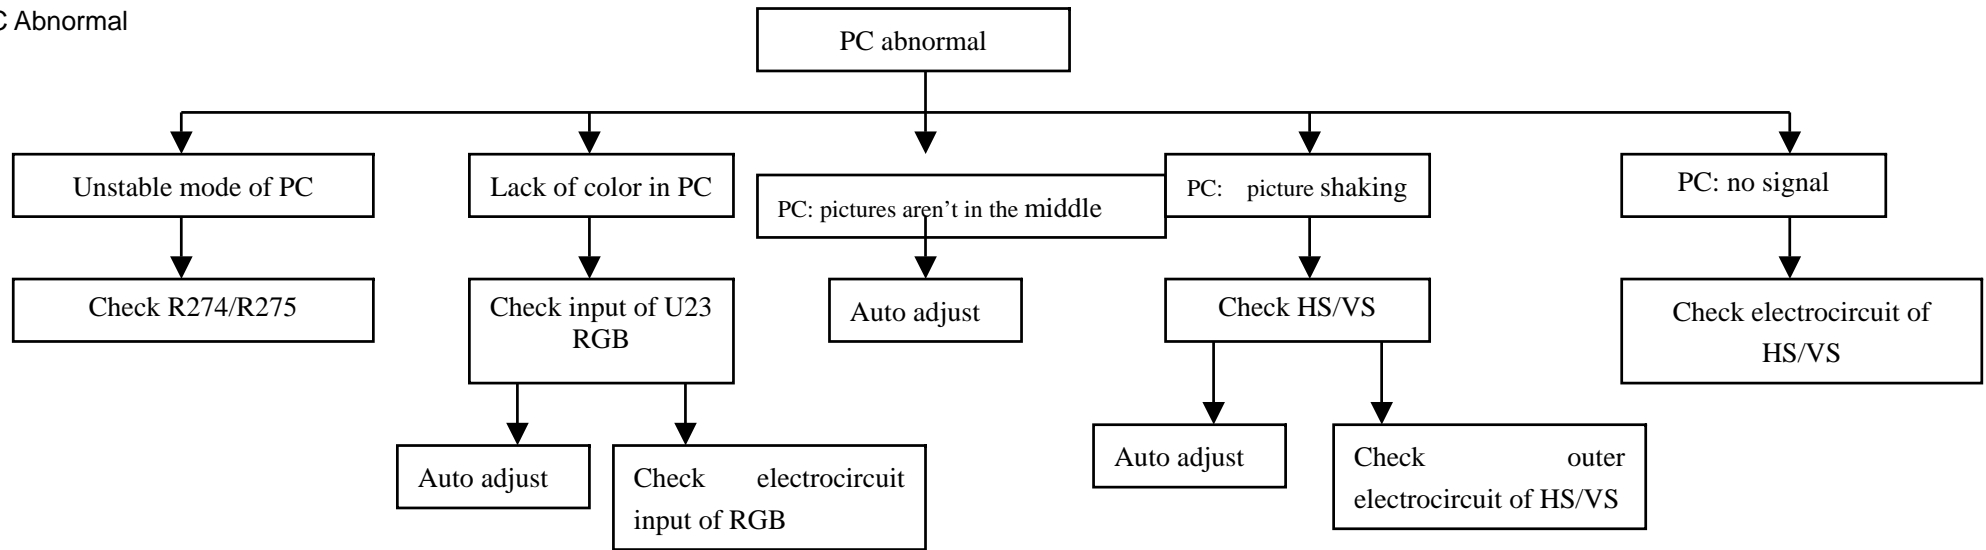 C Abnormal
PC abnormal
Unstable mode of PC
Lack of color in PC
PC: pictures aren’t in the middle
PC: picture shaking
PC: no signal
Check R274/R275
Check input of U23
RGB
Auto adjust
Check HS/VS
Check electrocircuit of
HS/VS
Auto adjust
Check electrocircuit
input of RGB
Auto adjust
Check outer
electrocircuit of HS/VS